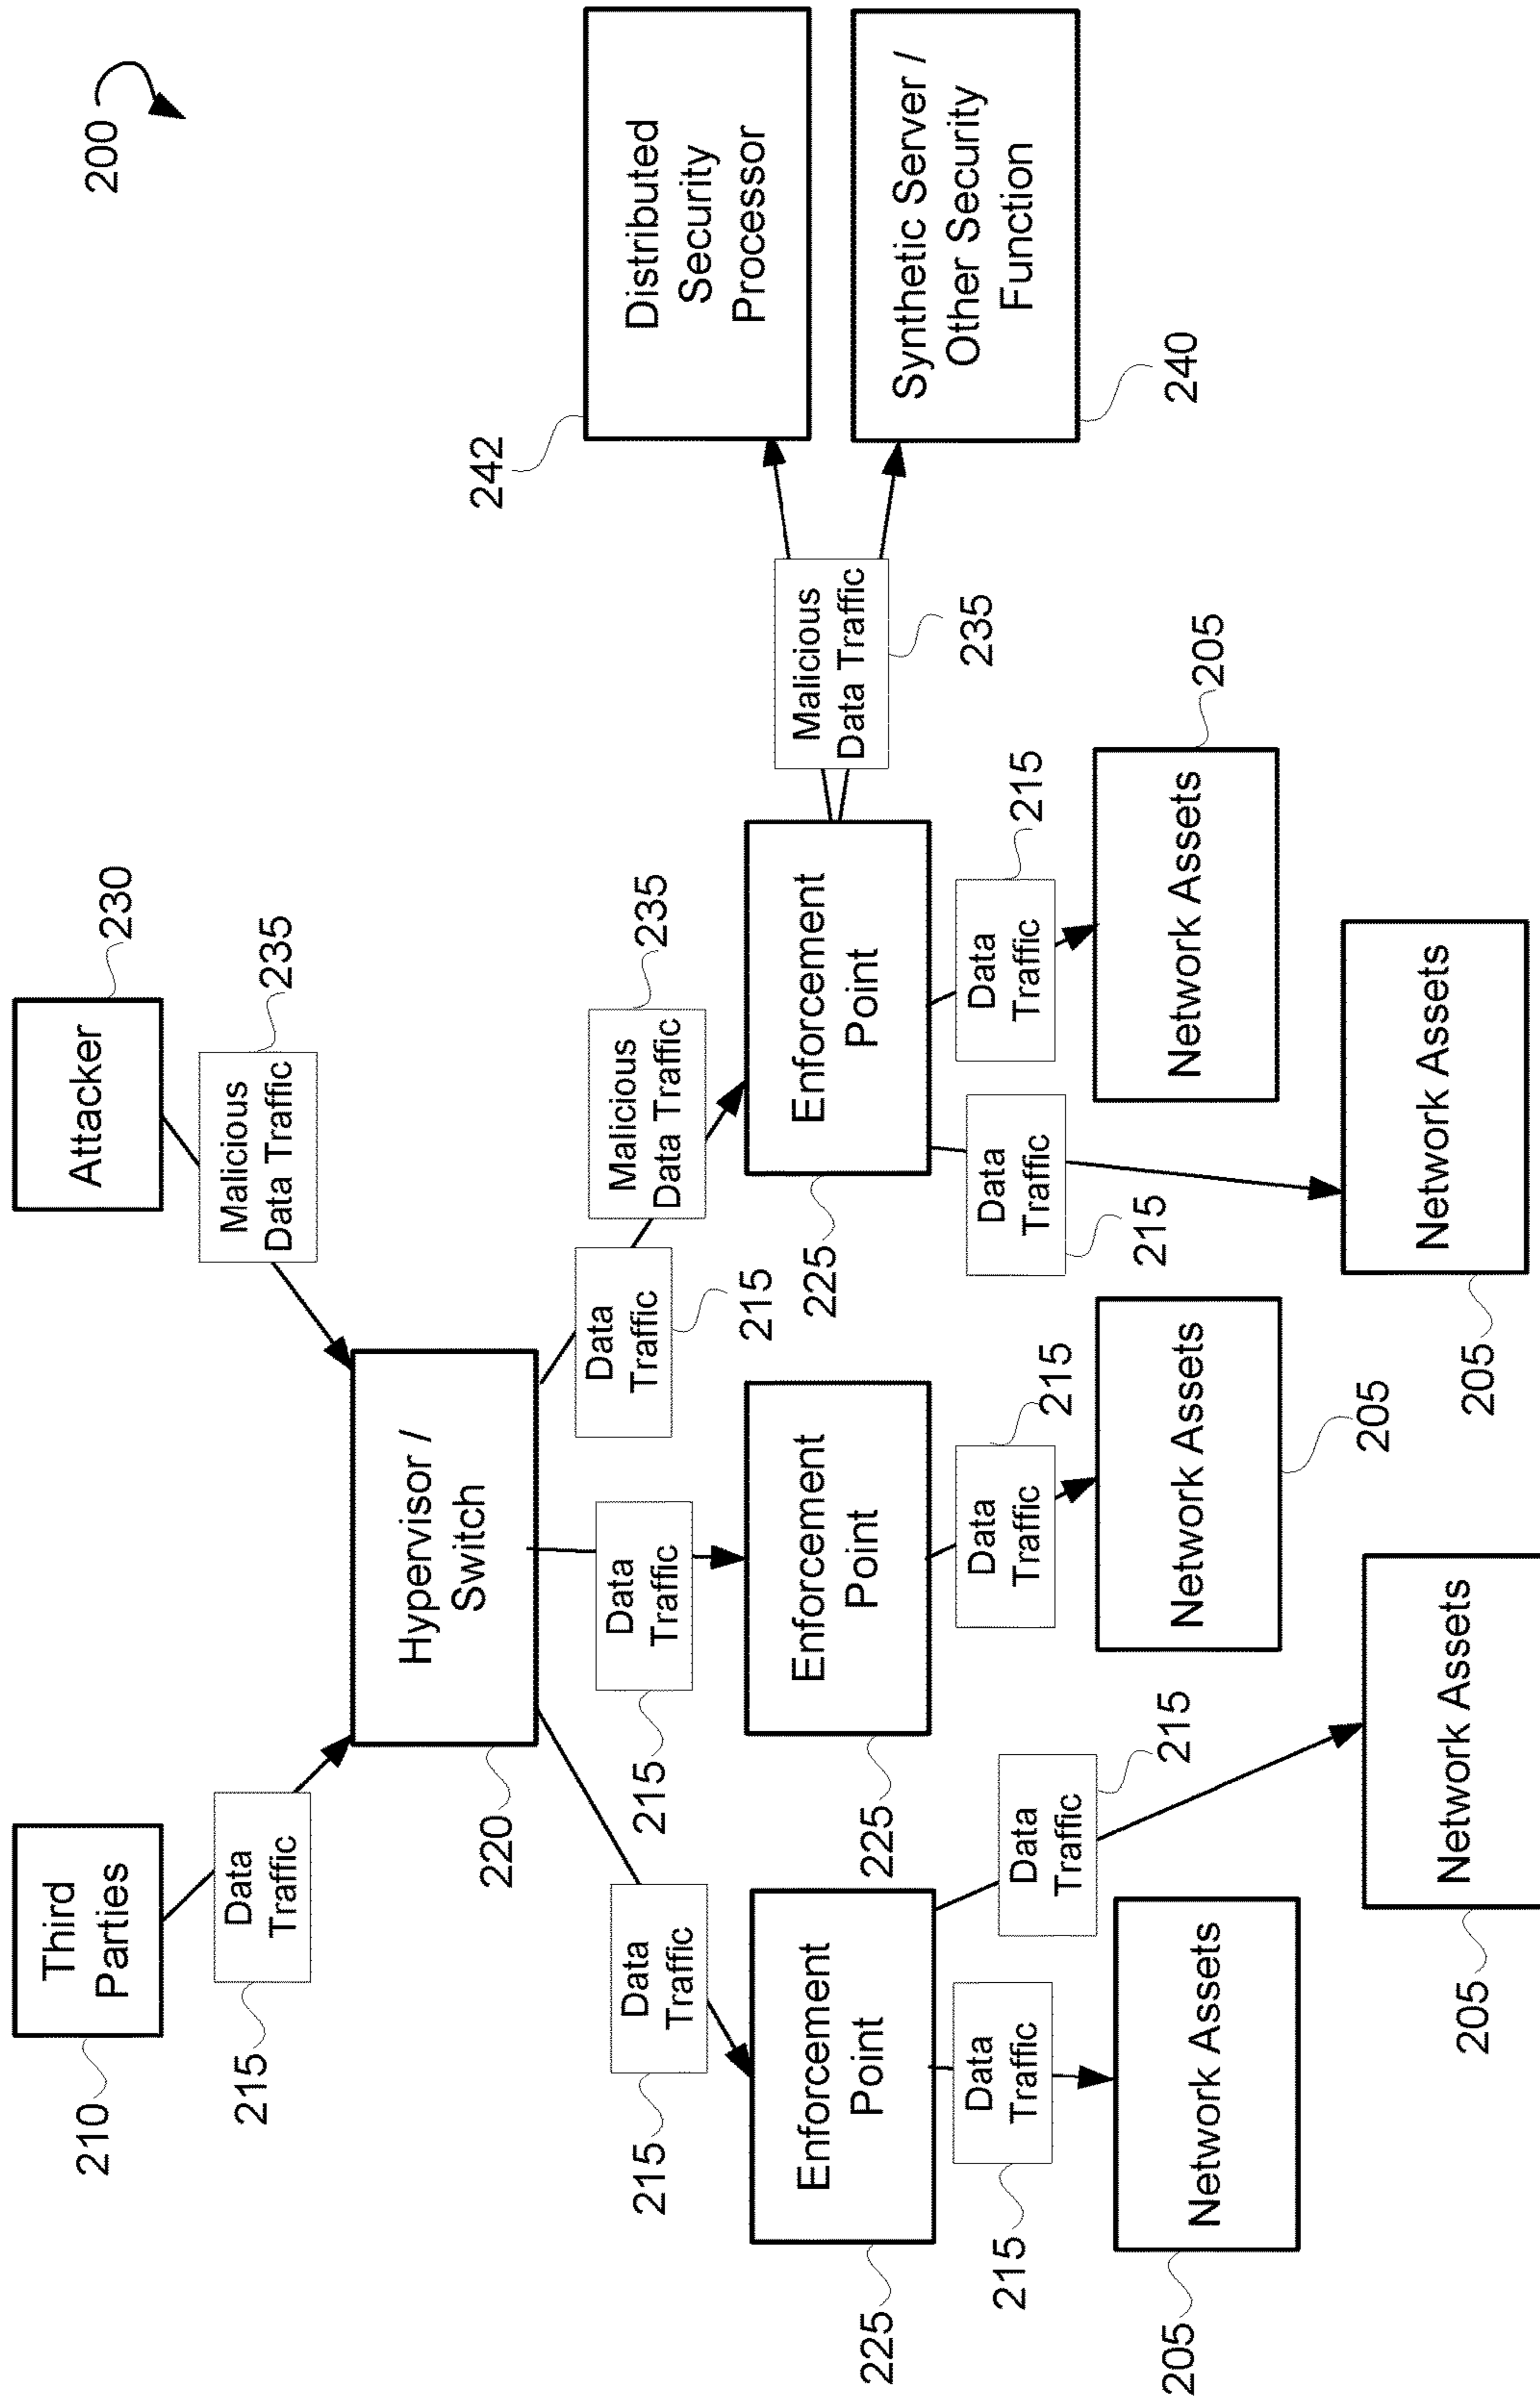 200
Third
Parties
210
Data
Traffic
215
Attacker
230
Malicious
Data Traffic
235
Hypervisor /
Switch
220
Data
Traffic
215
Data
Traffic
215
Data
Traffic
215
Malicious
Data Traffic
235
Enforcement
Point
225
Enforcement
Point
225
Enforcement
Point
225
Malicious
Data Traffic
235
Distributed
Security
Processor
242
Synthetic Server /
Other Security
Function
240
Data
Traffic
215
Data
Traffic
215
Data
Traffic
215
Data
Traffic
215
Data
Traffic
215
Network Assets
205
Network Assets
205
Network Assets
205
Network Assets
205
Network Assets
205